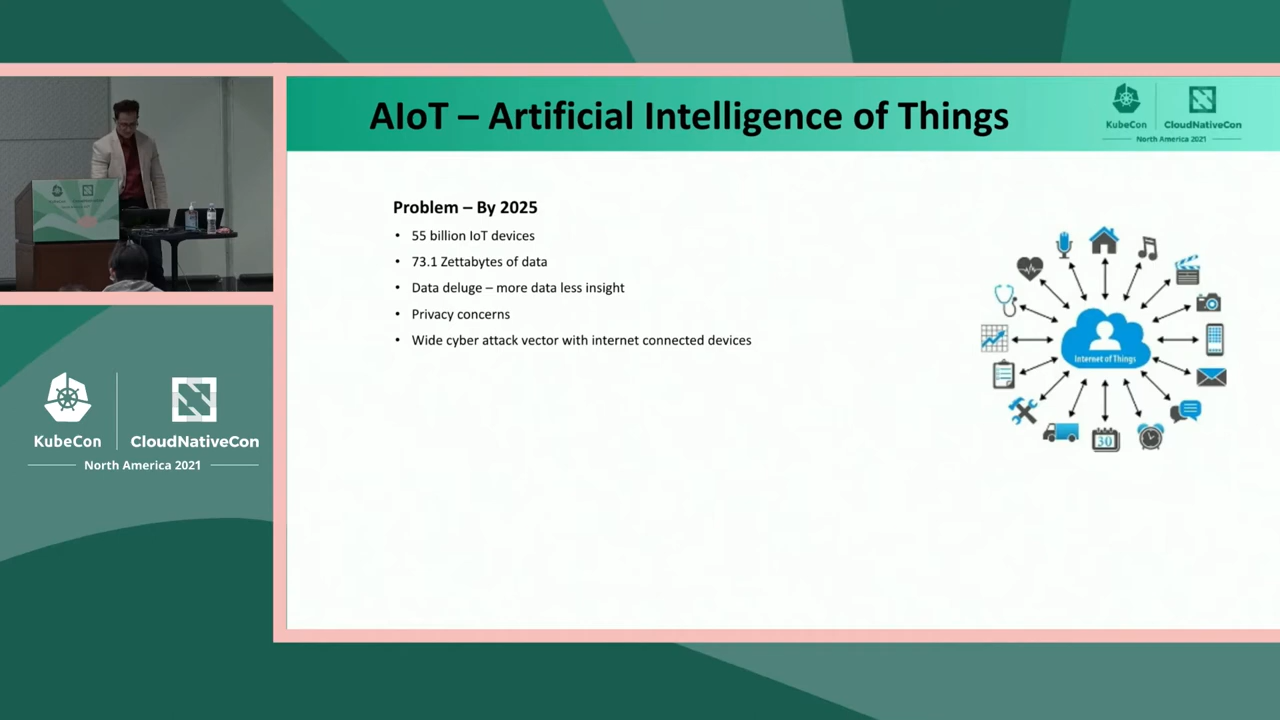 AIoT – Artificial Intelligence of Things
KubeCon
CloudNativeCon
North America 2021
Problem – By 2025
• 55 billion IoT devices
• 73.1 Zettabytes of data
• Data deluge – more data less insight
• Privacy concerns
• Wide cyber attack vector with internet connected devices
Internet of Things
30
KubeCon
CloudNativeCon
North America 2021